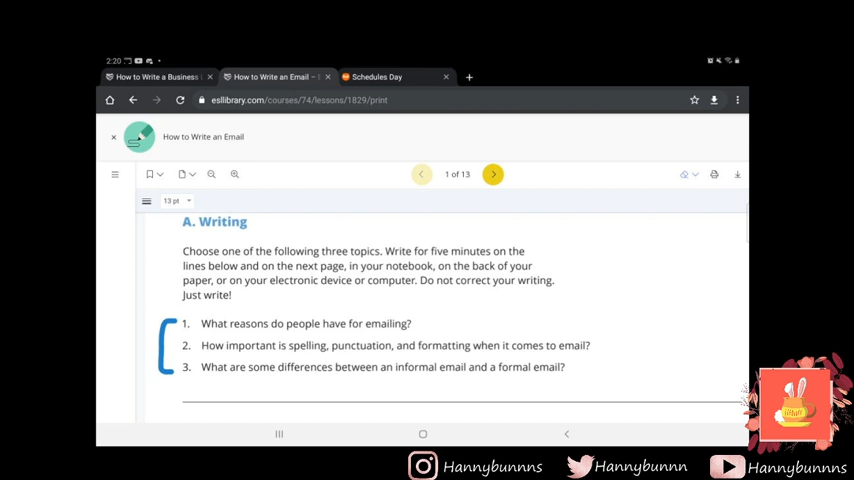 2:20
How to Write a Business
How to Write an Email –
Schedules Day
esllibrary.com/courses/74/lessons/1829/print
How to Write an Email
1 of 13
13 pt
A. Writing
Choose one of the following three topics. Write for five minutes on the
lines below and on the next page, in your notebook, on the back of your
paper, or on your electronic device or computer. Do not correct your writing.
Just write!
1. What reasons do people have for emailing?
2. How important is spelling, punctuation, and formatting when it comes to email?
3. What are some differences between an informal email and a formal email?
Hannybunnns
Hannybunnn
Hannybunnns